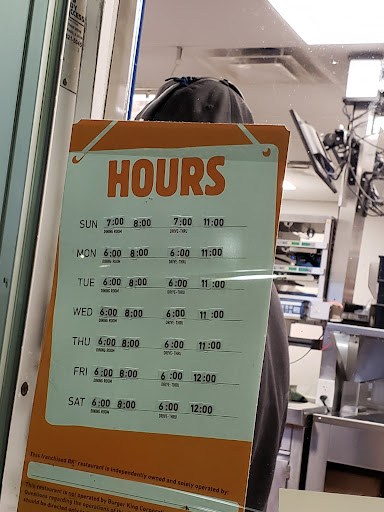 HOURS
SUN 7:00 8:00 7:00 11:00
DINING ROOM DRIVE-THRU
MON 6:00 8:00 6:00 11:00
DINING ROOM DRIVE-THRU
TUE 6:00 8:00 6:00 11:00
DINING ROOM DRIVE-THRU
WED 6:00 8:00 6:00 11:00
DINING ROOM DRIVE-THRU
THU 6:00 8:00 6:00 11:00
DINING ROOM DRIVE-THRU
FRI 6:00 8:00 6:00 12:00
DINING ROOM DRIVE-THRU
SAT 6:00 8:00 6:00 12:00
DINING ROOM DRIVE-THRU
This franchised BK® restaurant is independently owned and solely operated by:
This restaurant is not operated by Burger King Corporat
Questions regarding the operations of
should be directed